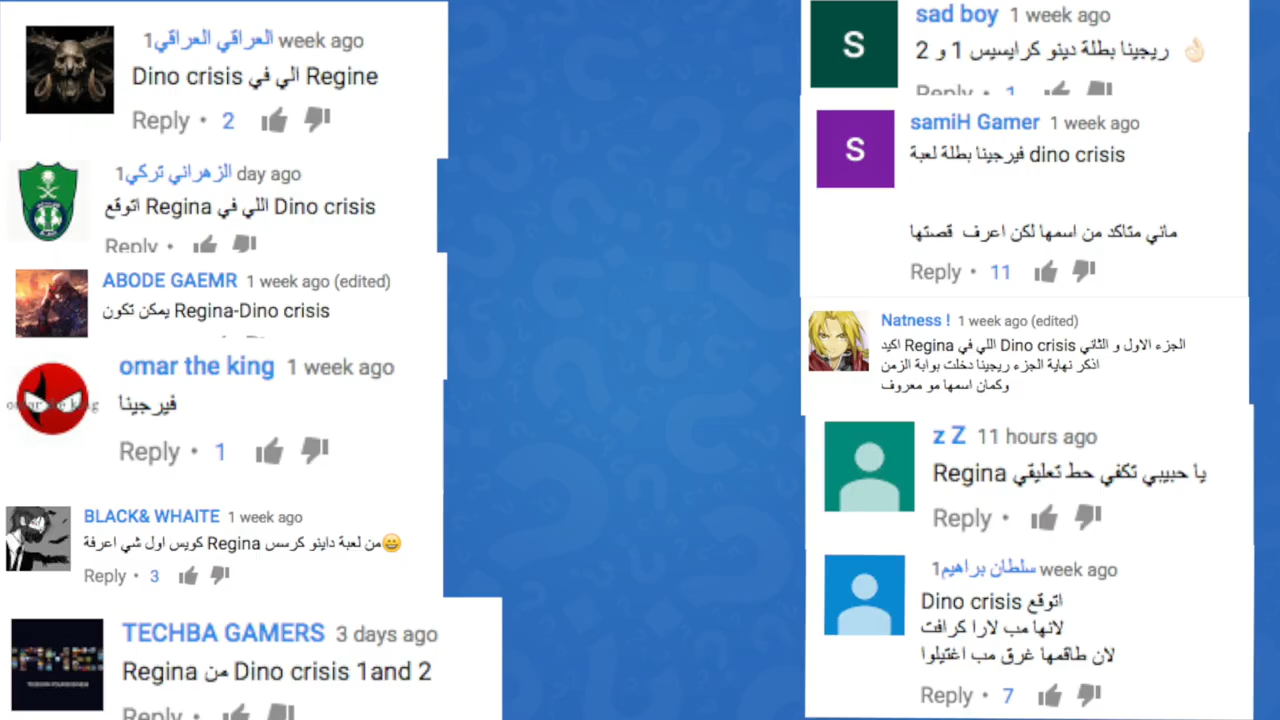 العراقي العراقي1 week ago
Regine الي في Dino crisis
Reply • 2
الزهراني تركي1 day ago
اتوقع Regina اللي في Dino crisis
Reply •
ABODE GAEMR 1 week ago (edited)
يمكن تكون Regina-Dino crisis
omar the king 1 week ago
فيرجينا
omar the king
Reply • 1
BLACK& WHAITE 1 week ago
كويس اول شي اعرفة Regina من لعبة داينو كرسس😀
Reply • 3
TECHBA GAMERS 3 days ago
Regina من Dino crisis 1and 2
Reply •
sad boy 1 week ago
ريجينا بطلة دينو كرايسيس 1 و 2 👌🏻
Reply • 1
S
samiH Gamer 1 week ago
فيرجينا بطلة لعبة dino crisis
S
ماني متاكد من اسمها لكن اعرف قصتها
Reply • 11
Natness ! 1 week ago (edited)
اكيد Regina اللي في Dino crisis الجزء الاول و الثاني
اذكر نهاية الجزء ريجينا دخلت بوابة الزمن
وكمان اسمها مو معروف
z Z 11 hours ago
يا حبيبي تكفي حط تعليقي Regina
Reply •
سلطان براهيم1 week ago
اتوقع Dino crisis
لانها مب لارا كرافت
لان طاقمها غرق مب اغتيلوا
Reply • 7